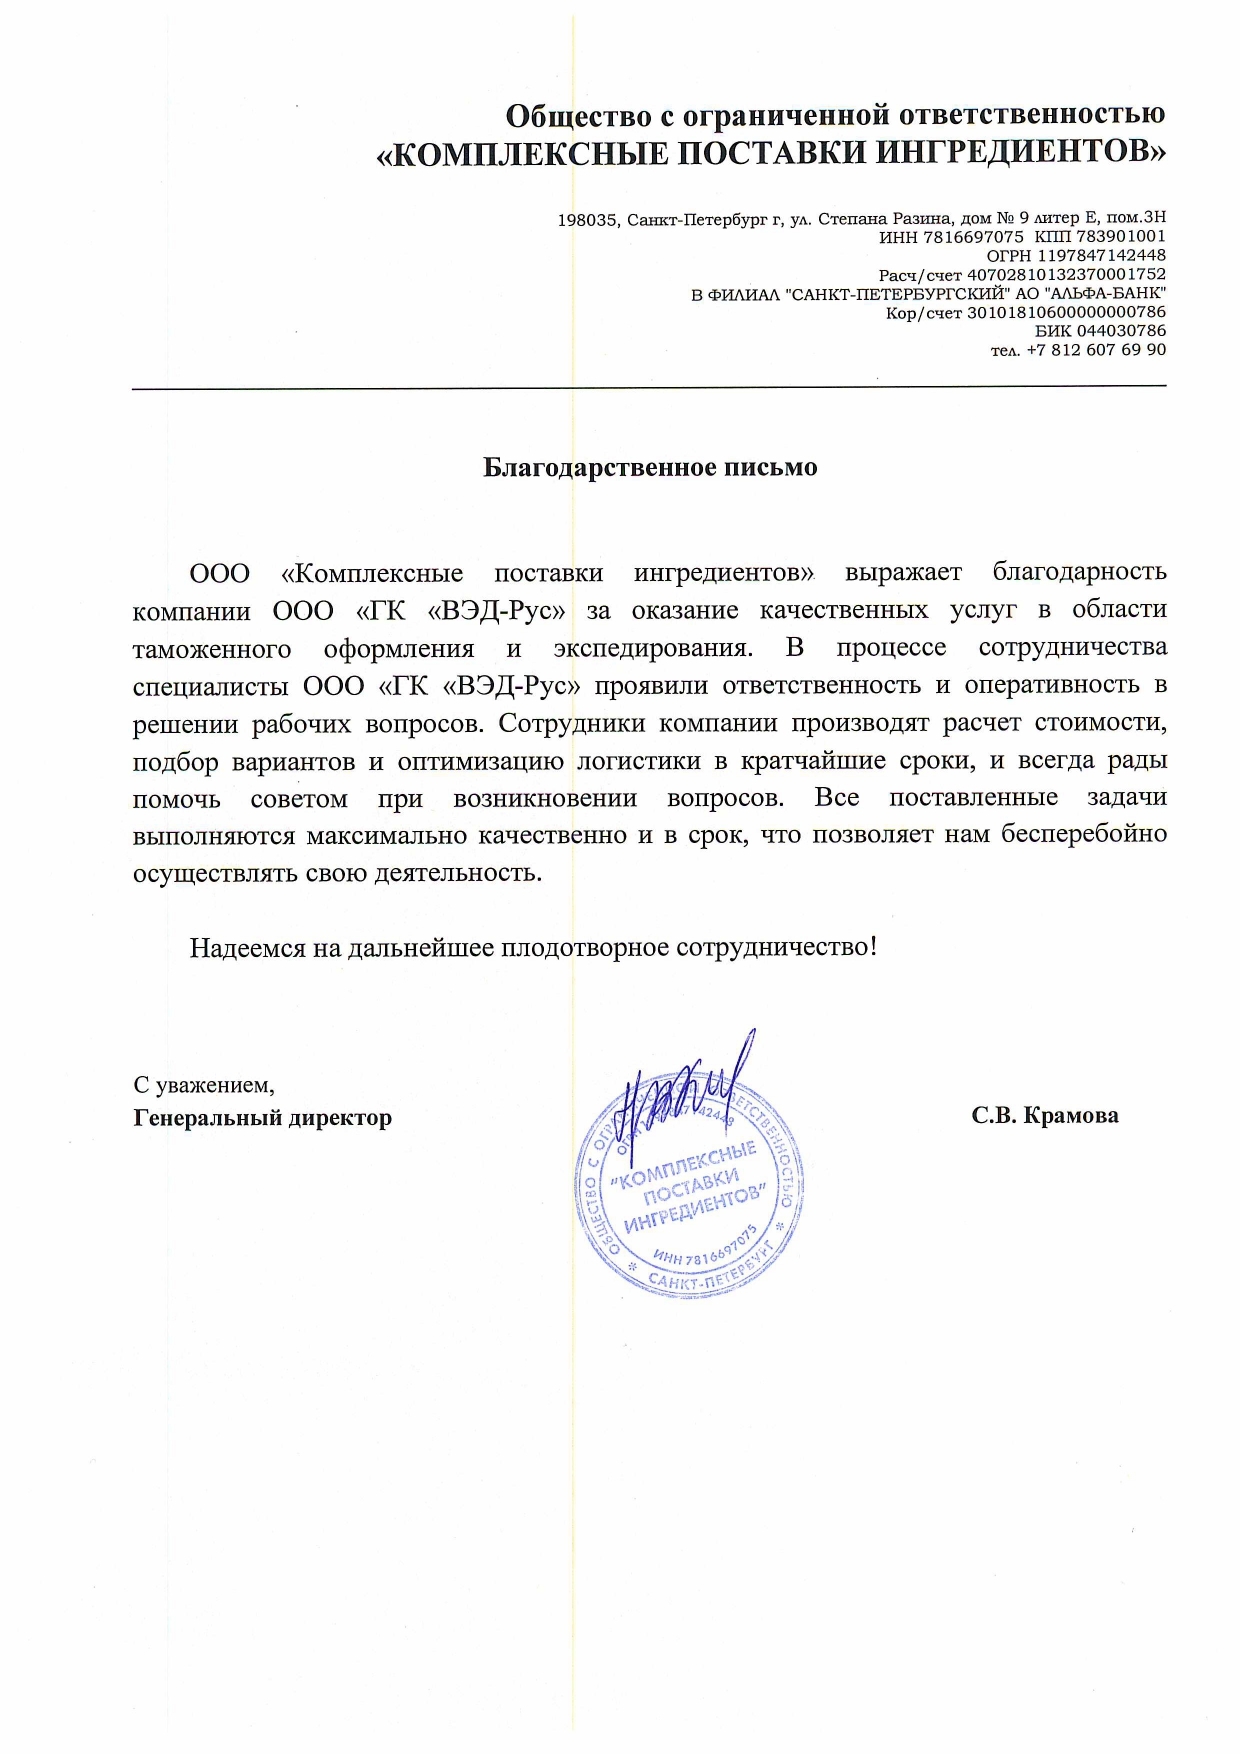 Общество с ограниченной ответственностью
«КОМПЛЕКСНЫЕ ПОСТАВКИ ИНГРЕДИЕНТОВ»
198035, Санкт-Петербург г, ул. Степана Разина, дом № 9 литер Е, пом.3Н
ИНН 7816697075 КПП 783901001
ОГРН 1197847142448
Расч/счет 40702810132370001752
В ФИЛИАЛ "САНКТ-ПЕТЕРБУРГСКИЙ" АО "АЛЬФА-БАНК"
Кор/счет 30101810600000000786
БИК 044030786
тел. +7 812 607 69 90
Благодарственное письмо
ООО «Комплексные поставки ингредиентов» выражает благодарность
компании ООО «ГК «ВЭД-Рус» за оказание качественных услуг в области
таможенного оформления и экспедирования. В процессе сотрудничества
специалисты ООО «ГК «ВЭД-Рус» проявили ответственность и оперативность в
решении рабочих вопросов. Сотрудники компании производят расчет стоимости,
подбор вариантов и оптимизацию логистики в кратчайшие сроки, и всегда рады
помочь советом при возникновении вопросов. Все поставленные задачи
выполняются максимально качественно и в срок, что позволяет нам бесперебойно
осуществлять свою деятельность.
Надеемся на дальнейшее плодотворное сотрудничество!
С уважением,
Генеральный директор
С.В. Крамова
ОБЩЕСТВО С ОТВЕТСТВЕННОСТЬЮ
"КОМПЛЕКСНЫЕ
ПОСТАВКИ
ИНГРЕДИЕНТОВ"
ИНН 7816697075
* САНКТ-ПЕТЕРБУРГ *